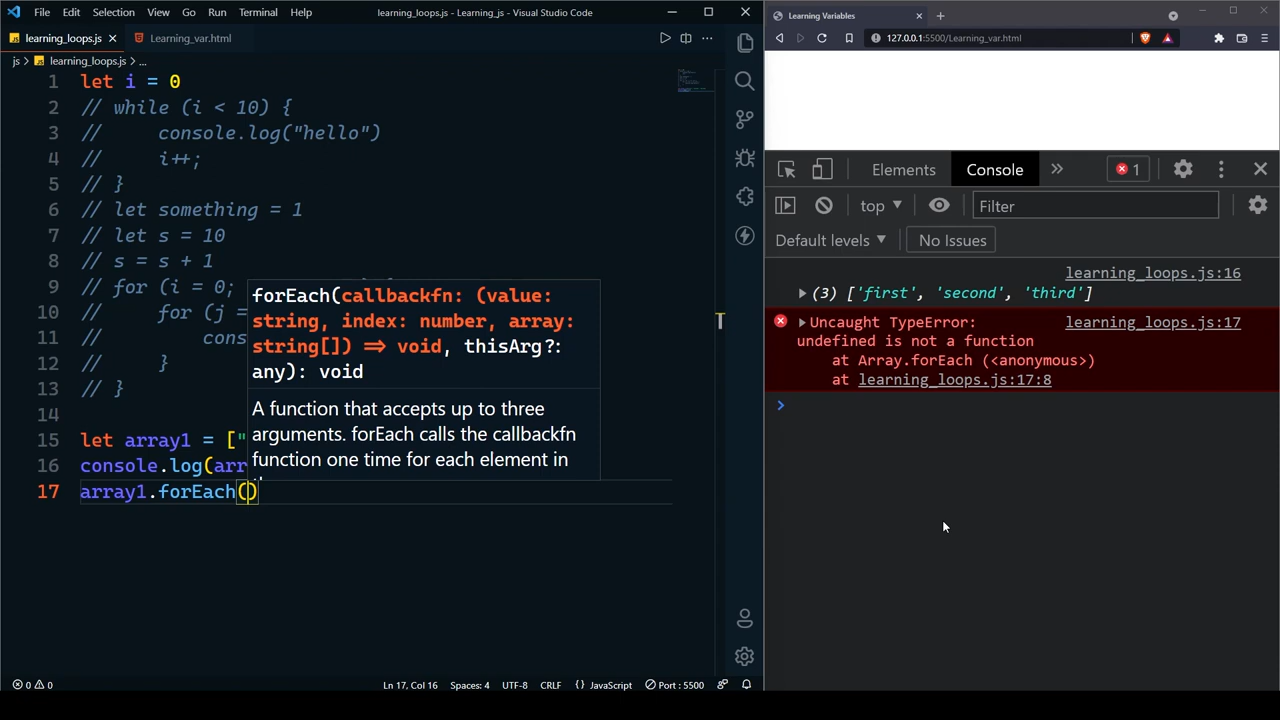 File Edit Selection View Go Run Terminal Help learning_loops.js - Learning_js - Visual Studio Code
learning_loops.js Learning_var.html
js > learning_loops.js > ...
1 let i = 0
2 // while (i < 10) {
3 // console.log("hello")
4 // i++;
5 // }
6 // let something = 1
7 // let s = 10
8 // s = s + 1
9 // for (i = 0;
10 // for (j =
11 // cons
12 // }
13 // }
14
15 let array1 = ["
16 console.log(arr
17 array1.forEach()
forEach(callbackfn: (value:
string, index: number, array:
string[]) => void, thisArg?:
any): void
A function that accepts up to three
arguments. forEach calls the callbackfn
function one time for each element in
0 0 Ln 17, Col 16 Spaces: 4 UTF-8 CRLF {} JavaScript Port : 5500
Learning Variables
127.0.0.1:5500/Learning_var.html
Elements Console >> 1
top Filter
Default levels No Issues
learning_loops.js:16
(3) ['first', 'second', 'third']
Uncaught TypeError: learning_loops.js:17
undefined is not a function
at Array.forEach (<anonymous>)
at learning_loops.js:17:8